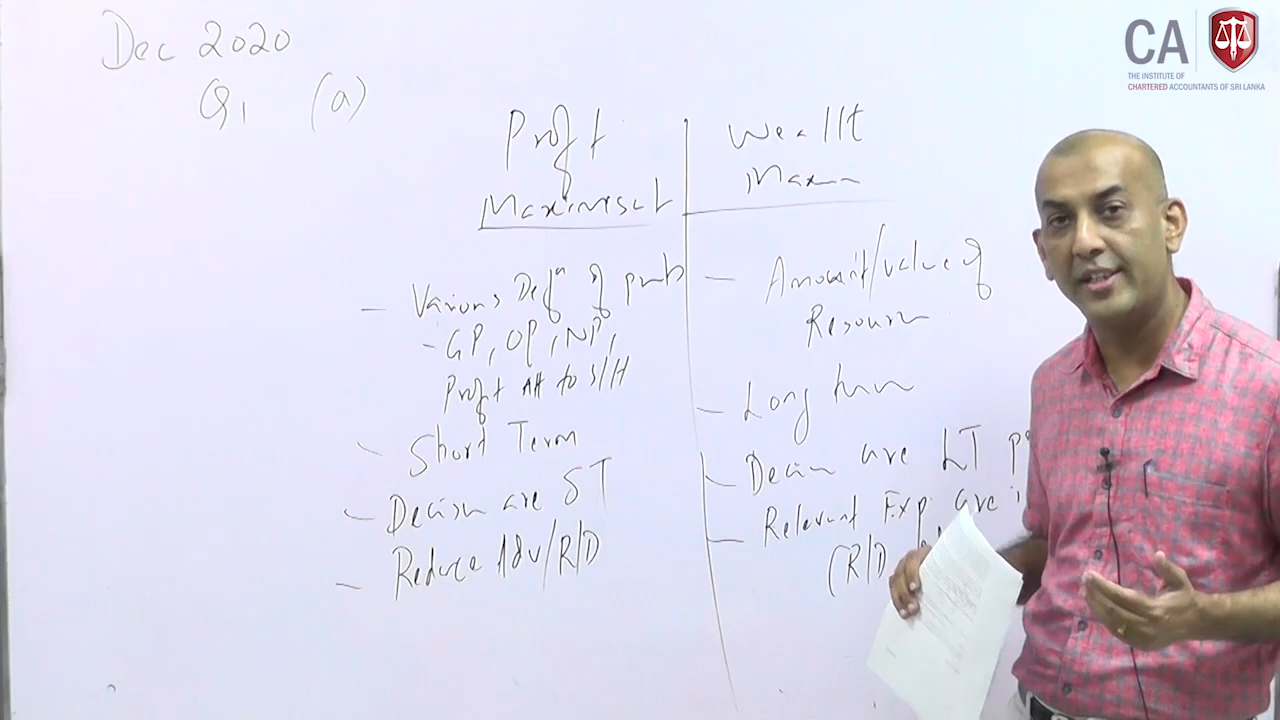 Dec 2020
Q1 (a)
CA
THE INSTITUTE OF
CHARTERED ACCOUNTANTS OF SRI LANKA
Profit
Maximisat
- Various Defn of profits
- GP, OP, NP,
Profit Att to S/H
- Short Term
- Decision are ST
- Reduce Adv/R/D
Wealth
Maxm
- Amount/value of
Resources
- Long term
- Decision are LT
- Relevant Exp. are
(R/D